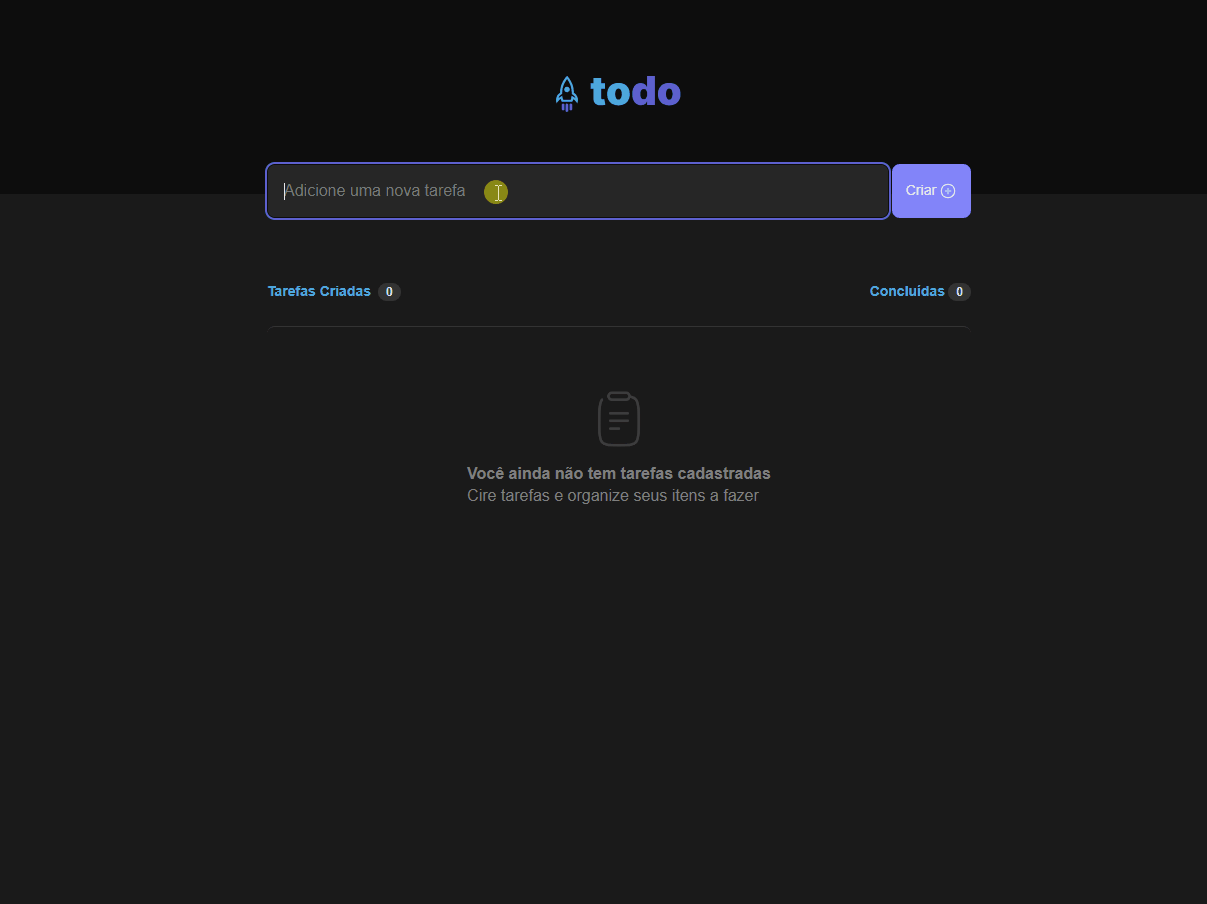 todo
Adicione uma nova tarefa
Criar
Tarefas Criadas 0
Concluídas 0
Você ainda não tem tarefas cadastradas
Cire tarefas e organize seus itens a fazer